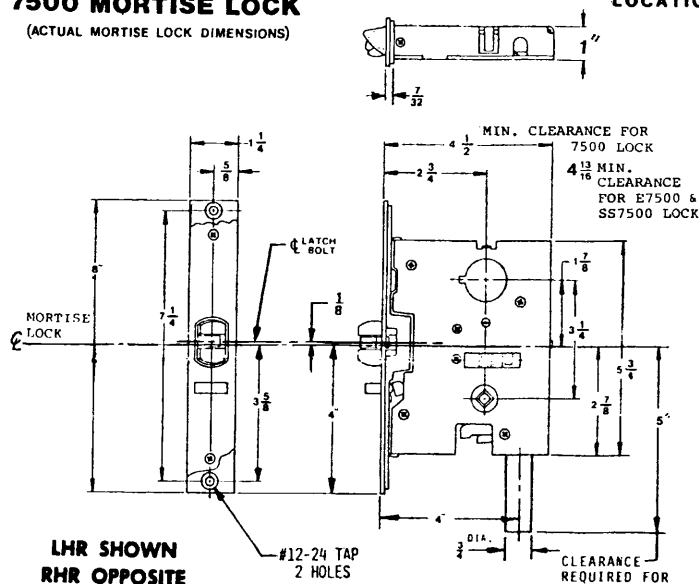 7500 MORTISE LOCK
(ACTUAL MORTISE LOCK DIMENSIONS)
LOCATIO
1"
7/32
1 1/4
5/8
4 1/2
MIN. CLEARANCE FOR
7500 LOCK
2 3/4
4 13/16 MIN.
CLEARANCE
FOR E7500 &
SS7500 LOCK
℄ LATCH
BOLT
8"
7 1/4
1/8
1 7/8
3 1/4
MORTISE
LOCK
℄
3 5/8
4"
5 3/4
2 7/8
5"
4"
3/4 DIA.
LHR SHOWN
RHR OPPOSITE
#12-24 TAP
2 HOLES
CLEARANCE
REQUIRED FOR